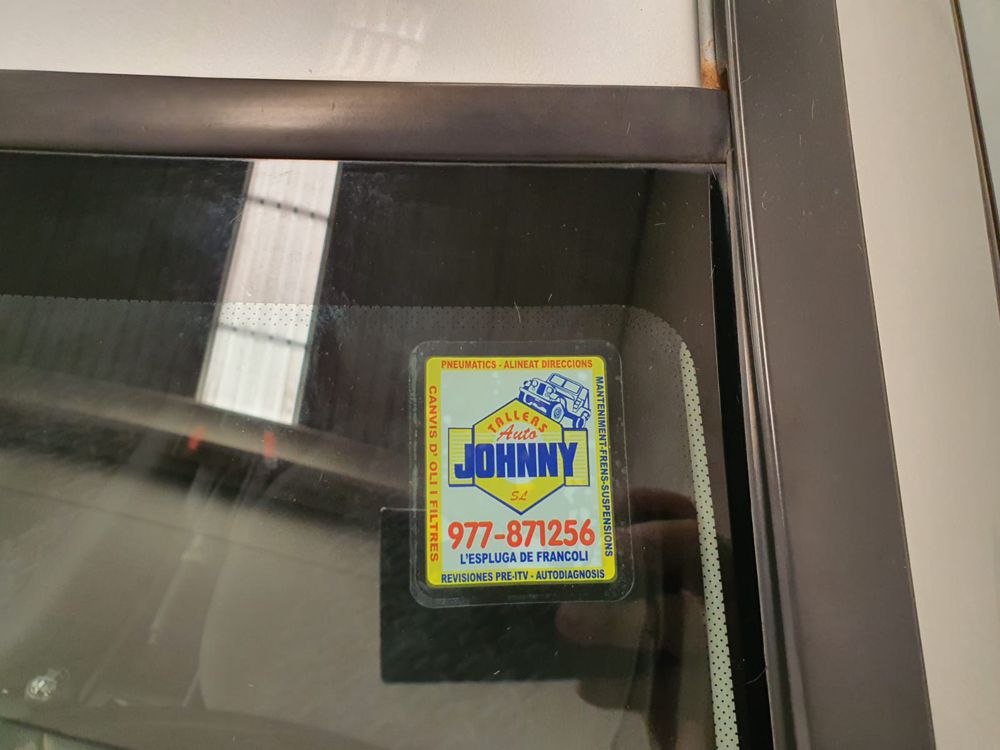 PNEUMATICS - ALINEAT DIRECCIONS
CANVIS D' OLI I FILTRES
MANTENIMENT-FRENS-SUSPENSIONS
TALLERS
Auto
JOHNNY
SL
977-871256
L'ESPLUGA DE FRANCOLI
REVISIONES PRE-ITV - AUTODIAGNOSIS